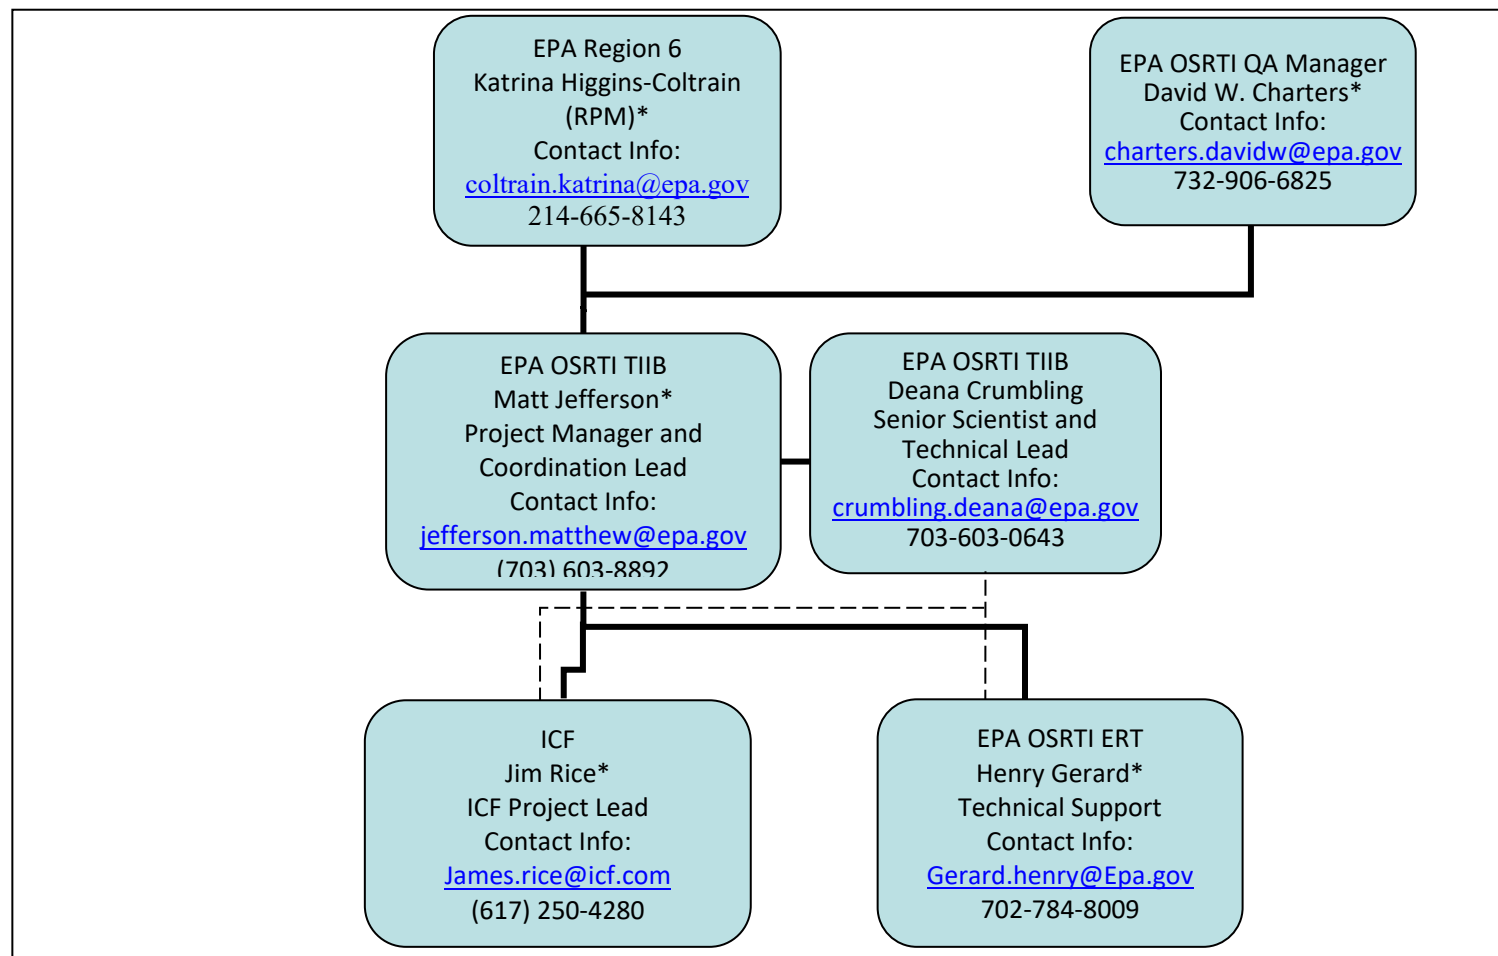 EPA Region 6
Katrina Higgins-Coltrain
(RPM)*
Contact Info:
coltrain.katrina@epa.gov
214-665-8143
EPA OSRTI QA Manager
David W. Charters*
Contact Info:
charters.davidw@epa.gov
732-906-6825
EPA OSRTI TIIB
Matt Jefferson*
Project Manager and
Coordination Lead
Contact Info:
jefferson.matthew@epa.gov
(703) 603-8892
EPA OSRTI TIIB
Deana Crumbling
Senior Scientist and
Technical Lead
Contact Info:
crumbling.deana@epa.gov
703-603-0643
ICF
Jim Rice*
ICF Project Lead
Contact Info:
James.rice@icf.com
(617) 250-4280
EPA OSRTI ERT
Henry Gerard*
Technical Support
Contact Info:
Gerard.henry@Epa.gov
702-784-8009